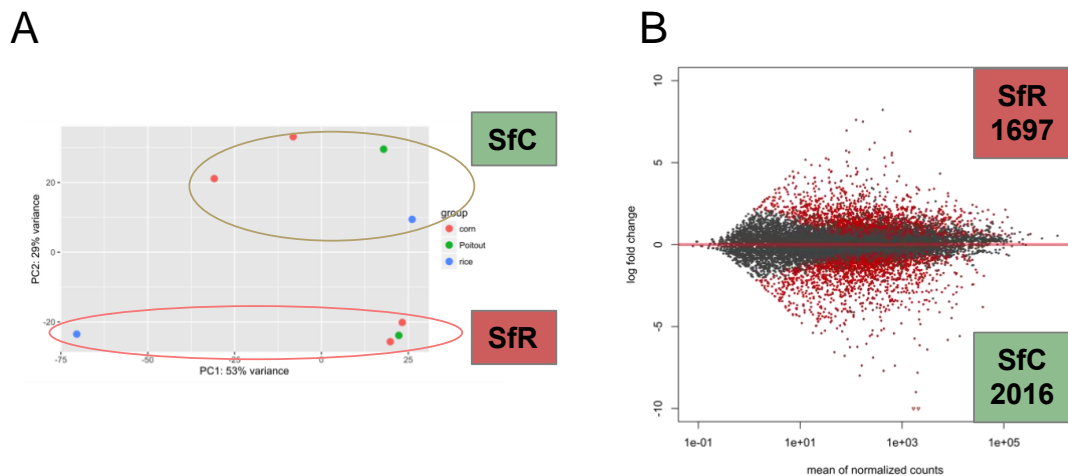 A
SfC
20
0
-20
PC2: 29% variance
-75
-50
-25
0
25
PC1: 53% variance
group
corn
Poitout
rice
SfR
B
SfR
1697
10
5
0
-5
-10
log fold change
SfC
2016
1e-01
1e+01
1e+03
1e+05
mean of normalized counts